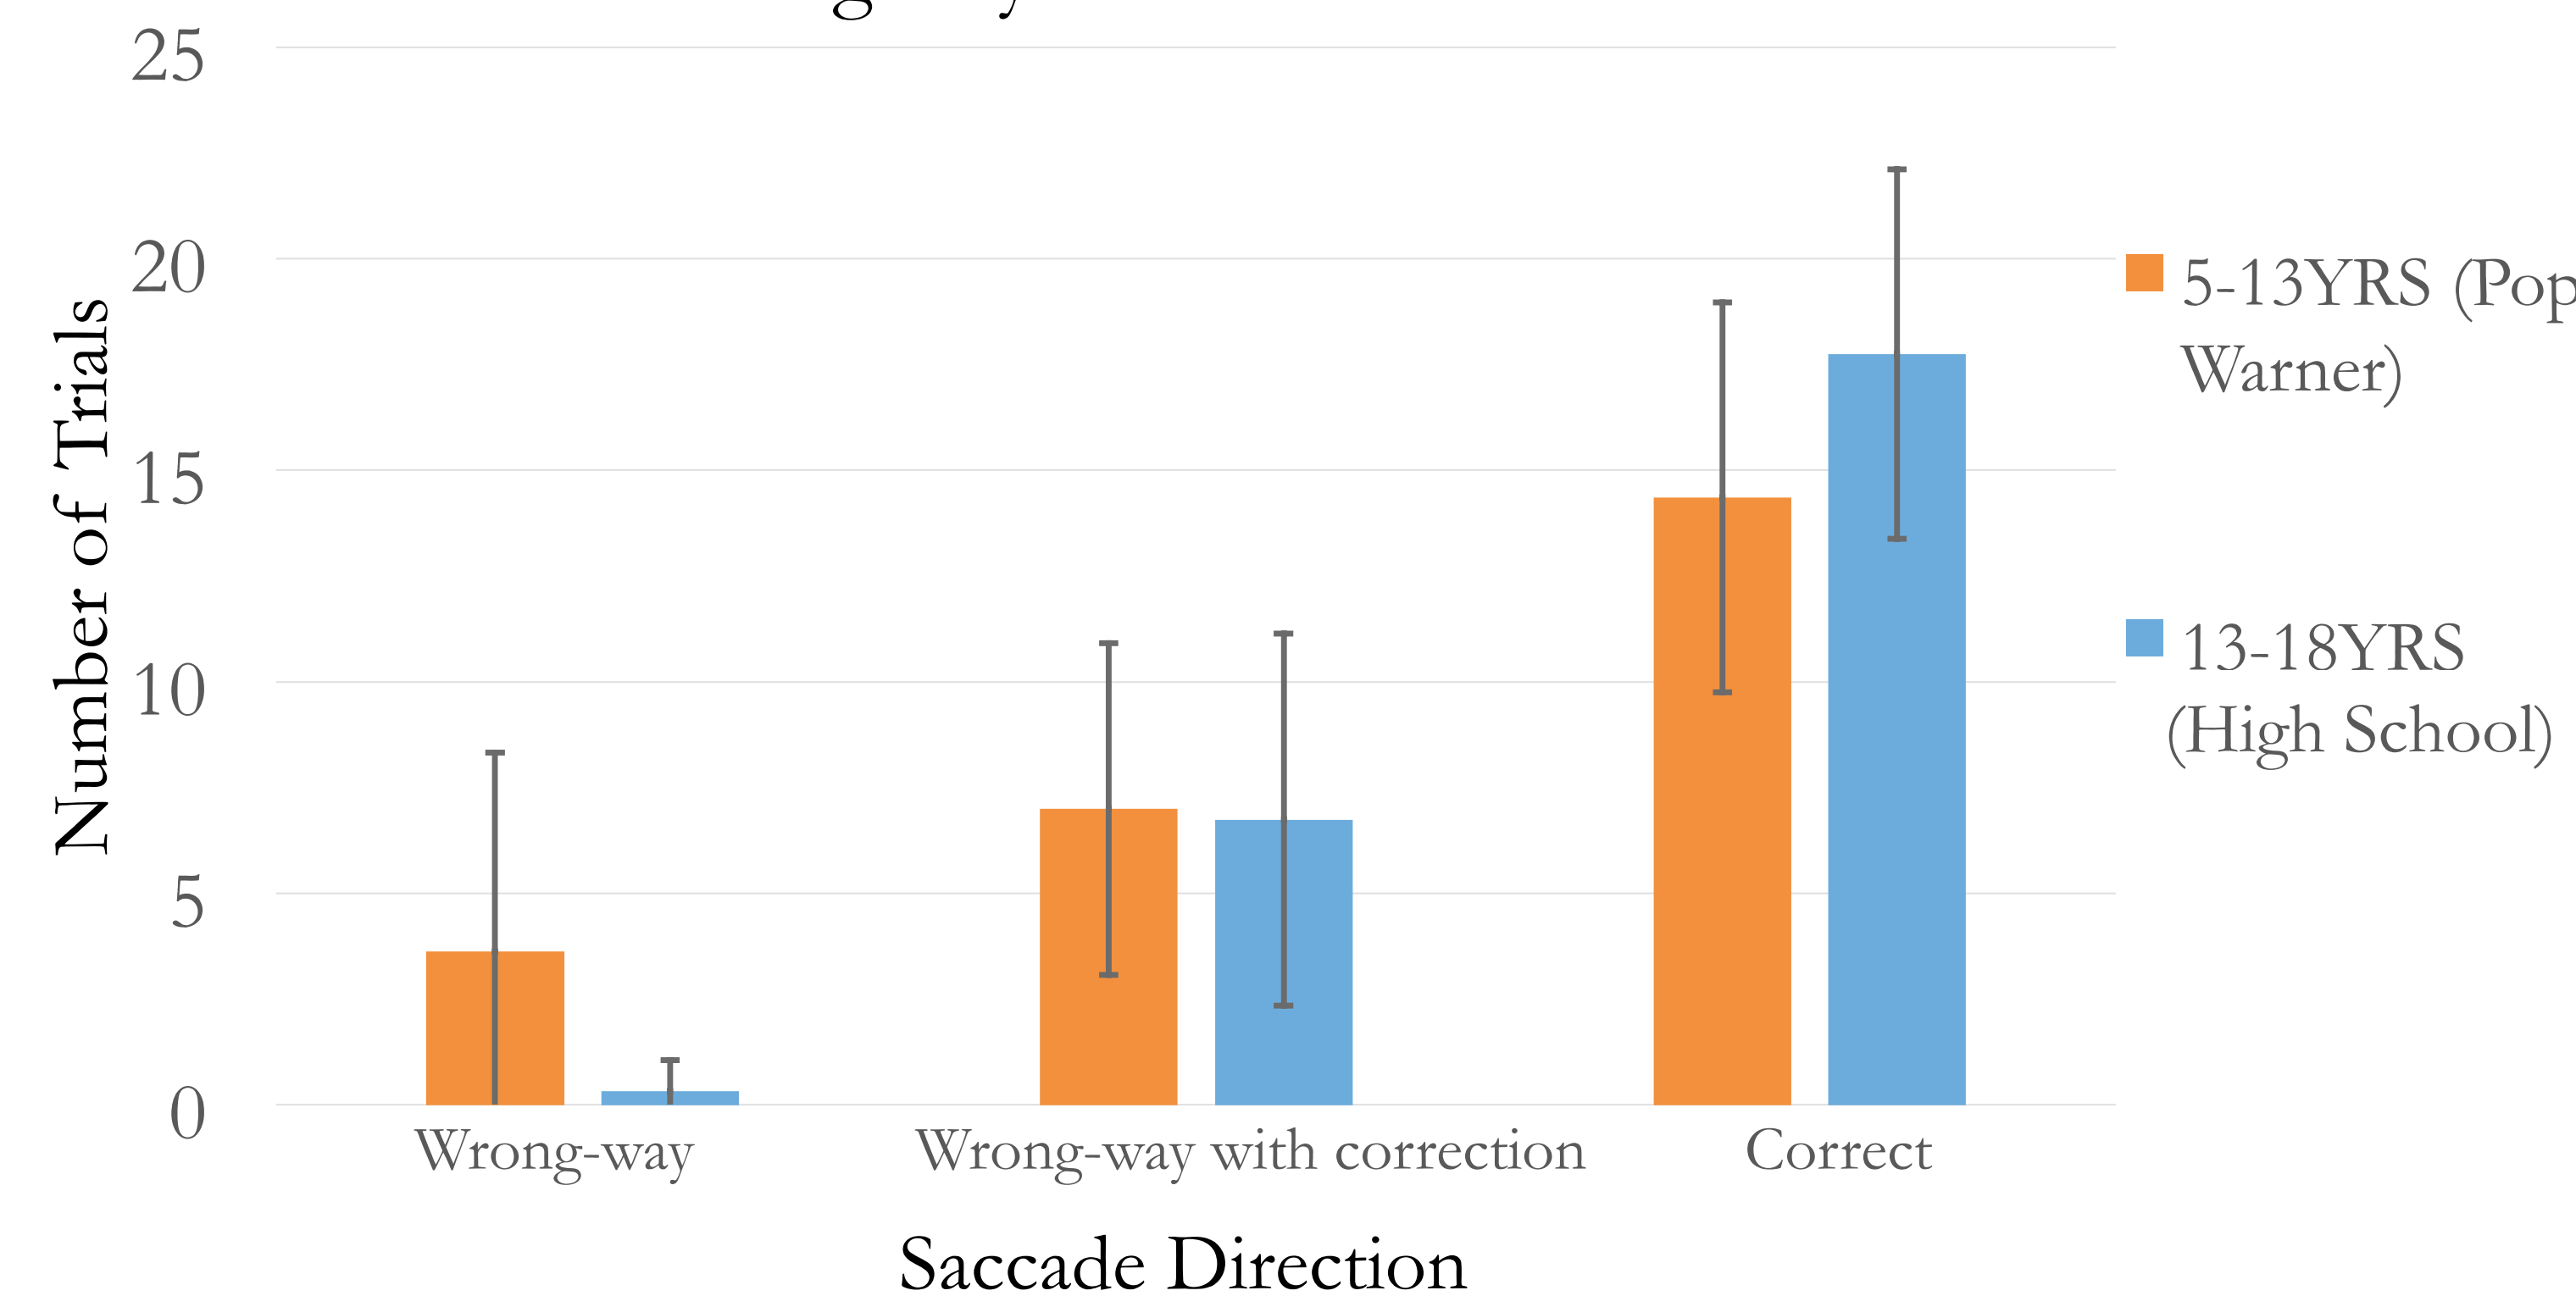 25
20
15
10
5
0
Number of Trials
Wrong-way
Wrong-way with correction
Correct
Saccade Direction
5-13YRS (Pop
Warner)
13-18YRS
(High School)